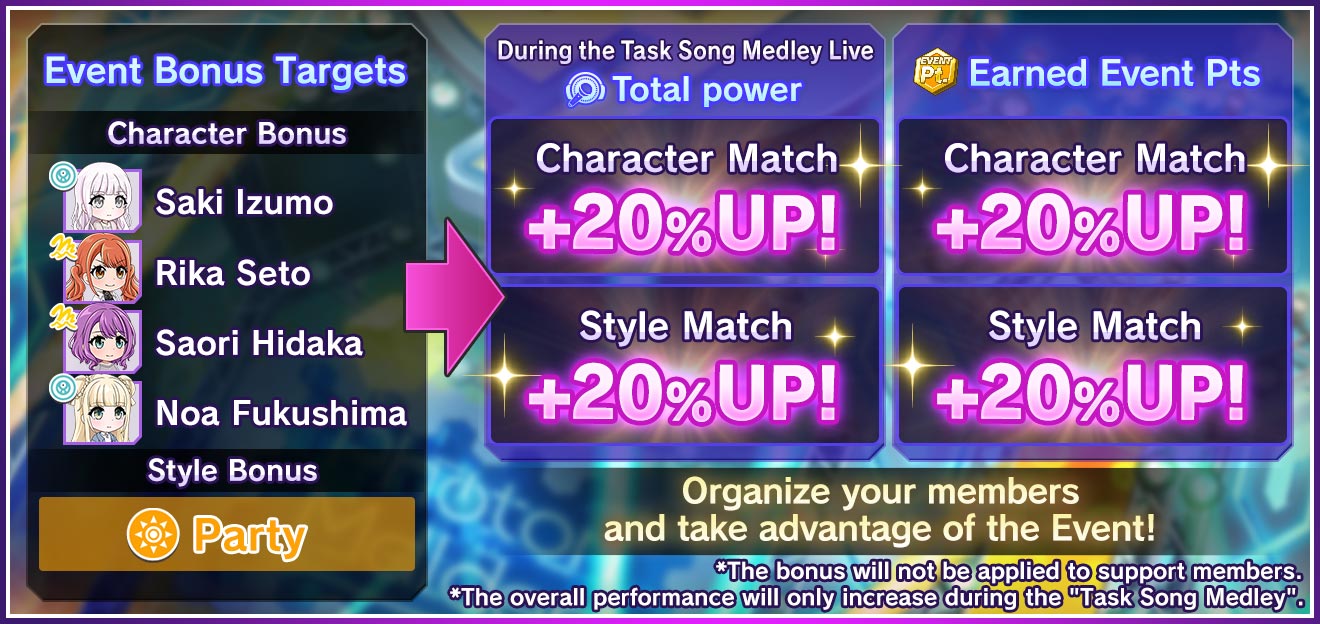 Event Bonus Targets
Character Bonus
Saki Izumo
Rika Seto
Saori Hidaka
Noa Fukushima
Style Bonus
Party
During the Task Song Medley Live
Total power
Character Match
+20%UP!
Style Match
+20%UP!
EVENT
Pt.
Earned Event Pts
Character Match
+20%UP!
Style Match
+20%UP!
Organize your members
and take advantage of the Event!
*The bonus will not be applied to support members.
*The overall performance will only increase during the "Task Song Medley".